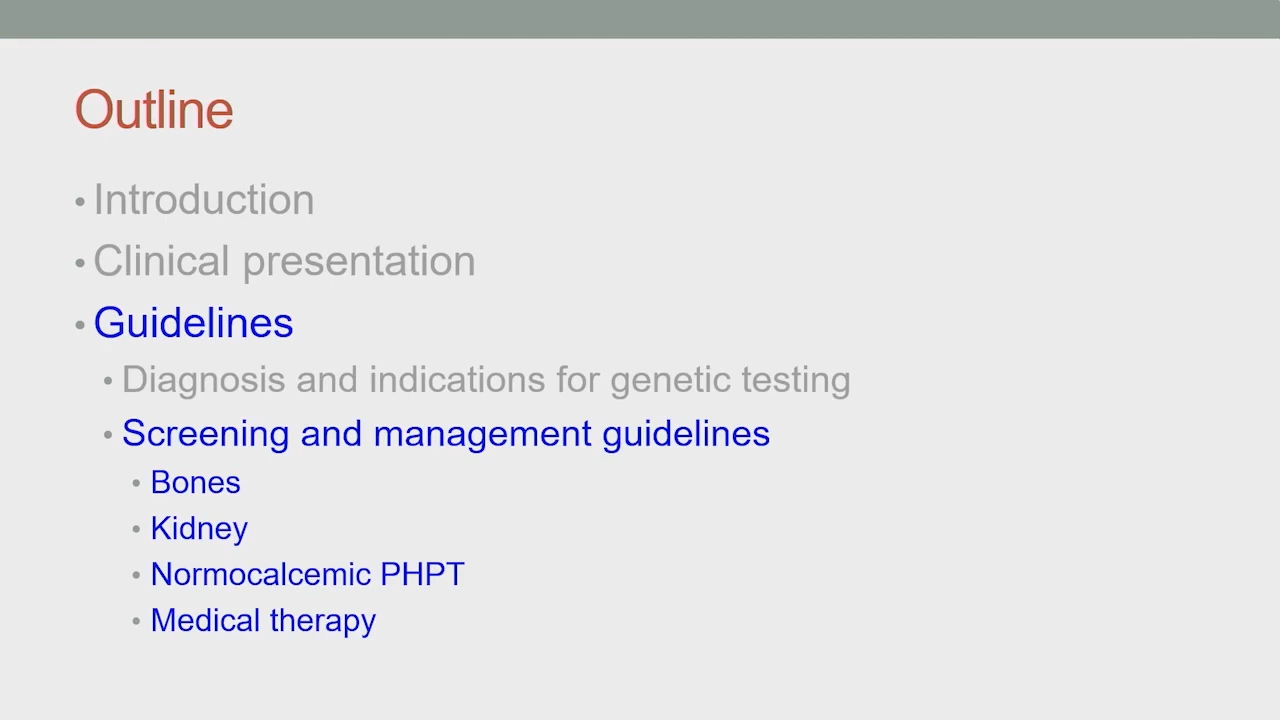 Outline
• Introduction
• Clinical presentation
• Guidelines
• Diagnosis and indications for genetic testing
• Screening and management guidelines
• Bones
• Kidney
• Normocalcemic PHPT
• Medical therapy